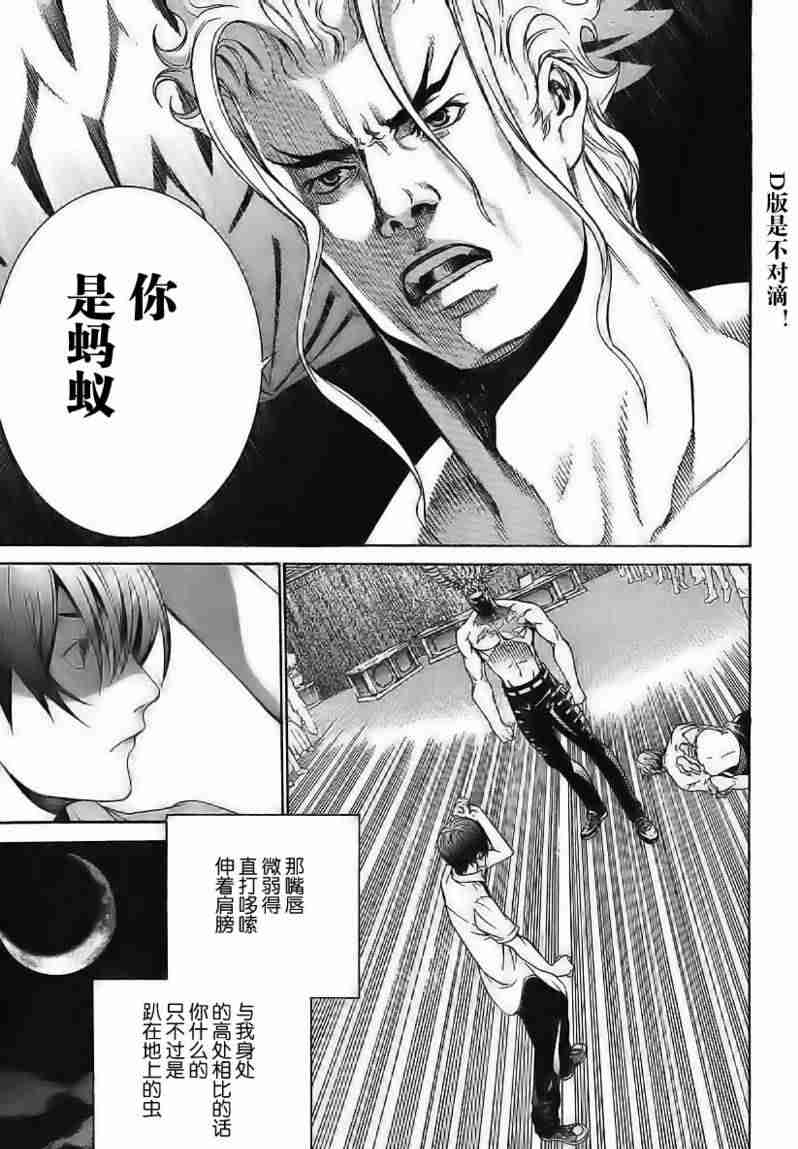 D版是不对滴！
你
是蚂蚁
那嘴唇
微弱得
直打哆嗦
伸着肩膀
与我身处
的高处相比的话
你什么的
只不过是
趴在地上的虫